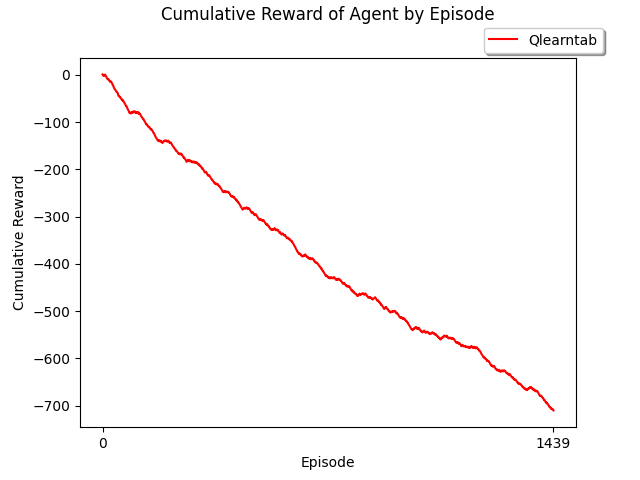 Cumulative Reward of Agent by Episode
Qlearntab
0
−100
−200
−300
−400
−500
−600
−700
Cumulative Reward
0
1439
Episode